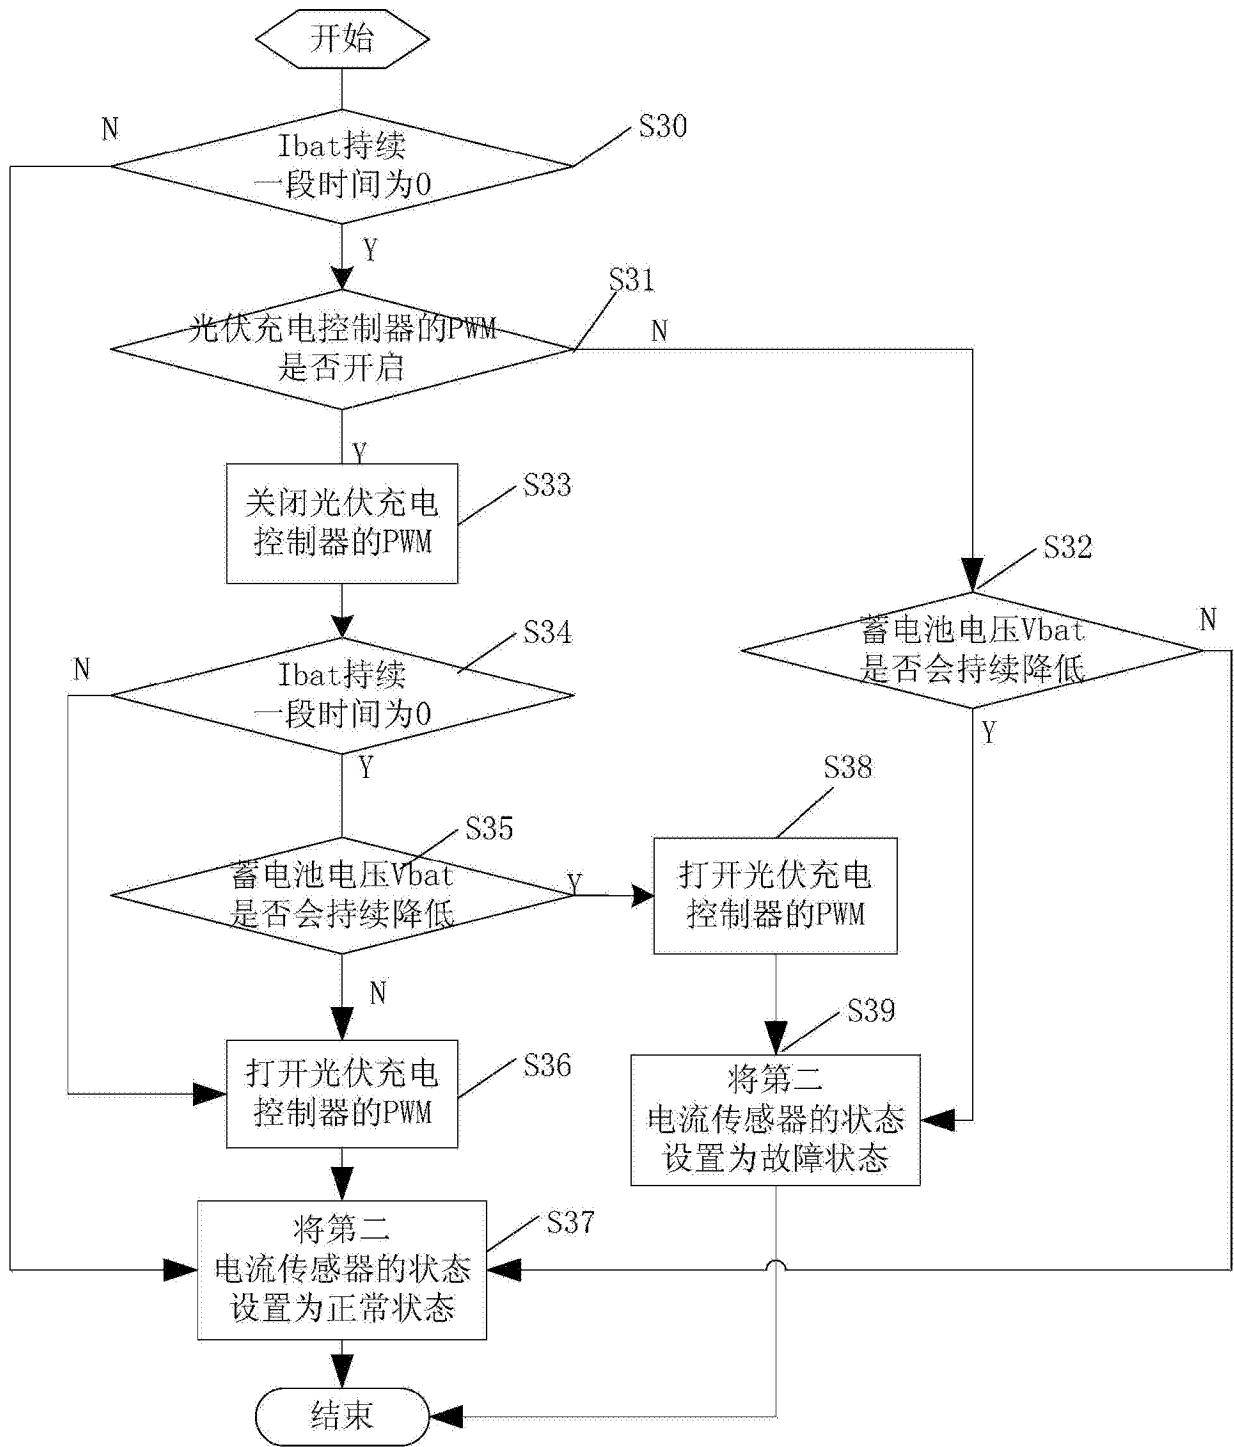 开始
N
S30
Ibat持续
一段时间为0
Y
S31
光伏充电控制器的PWM
是否开启
N
Y
S33
关闭光伏充电
控制器的PWM
S32
蓄电池电压Vbat
是否会持续降低
N
S34
N
Ibat持续
一段时间为0
Y
Y
S38
S35
蓄电池电压Vbat
是否会持续降低
Y
打开光伏充电
控制器的PWM
N
S39
S36
打开光伏充电
控制器的PWM
将第二
电流传感器的状态
设置为故障状态
S37
将第二
电流传感器的状态
设置为正常状态
结束